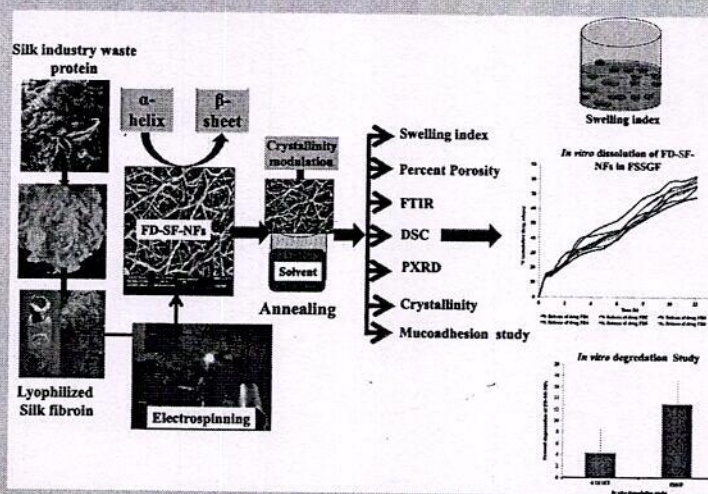 Silk industry waste
protein
Lyophilized
Silk fibroin
α-
helix
β-
sheet
FD-SF-NFs
Electrospinning
Crystallinity
modulation
Solvent
Annealing
Swelling index
Percent Porosity
FTIR
DSC
PXRD
Crystallinity
Mucoadhesion study
Swelling index
In vitro dissolution of FD-SF-
NFs in FSSGF
Time (h)
In vitro degredation Study